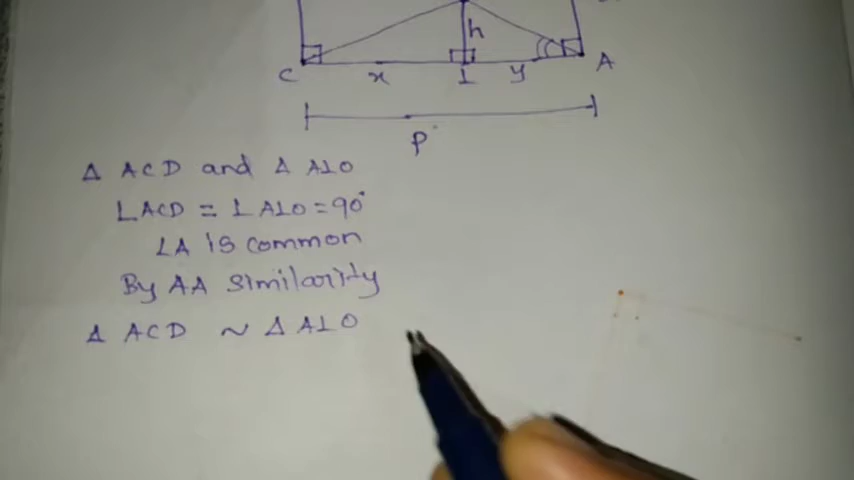 h
C x L y A
P
Δ ACD and Δ ALO
∠ACD = ∠ALO = 90°
∠A is common
By AA similarity
Δ ACD ~ Δ ALO